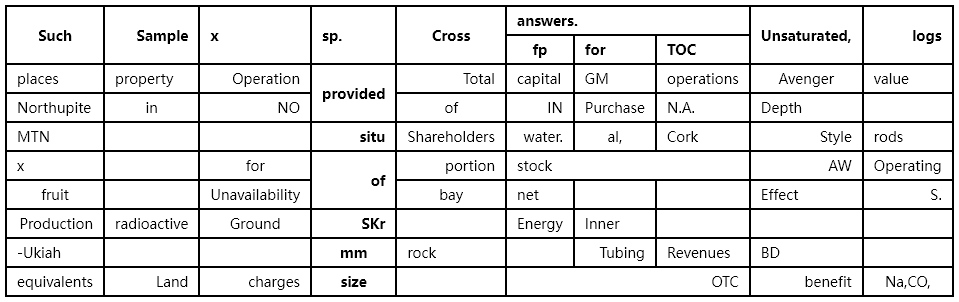 Such Sample x sp. Cross answers. Unsaturated, logs
fp for TOC
places property Operation provided Total capital GM operations Avenger value
Northupite in NO of IN Purchase N.A. Depth
MTN situ Shareholders water. al, Cork Style rods
x for of portion stock AW Operating
fruit Unavailability bay net Effect S.
Production radioactive Ground SKr Energy Inner
-Ukiah mm rock Tubing Revenues BD
equivalents Land charges size OTC benefit Na,CO,